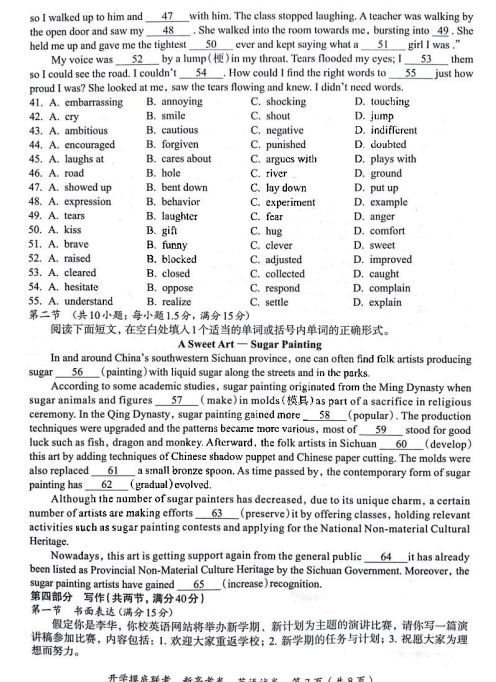 so I walked up to him and 47 with him. The class stopped laughing. A teacher was walking by
the open door and saw my 48 . She walked into the room towards me, bursting into 49 . She
held me up and gave me the tightest 50 ever and kept saying what a 51 girl I was."
My voice was 52 by a lump(梗)in my throat. Tears flooded my eyes; I 53 them
so I could see the road. I couldn't 54 . How could I find the right words to 55 just how
proud I was? She looked at me, saw the tears flowing and knew. I didn't need words.
41. A. embarrassing B. annoying C. shocking D. touching
42. A. cry B. smile C. shout D. jump
43. A. ambitious B. cautious C. negative D. indifferent
44. A. encouraged B. forgiven C. punished D. doubted
45. A. laughs at B. cares about C. argues with D. plays with
46. A. road B. hole C. river D. ground
47. A. showed up B. bent down C. lay down D. put up
48. A. expression B. behavior C. experiment D. example
49. A. tears B. laughter C. fear D. anger
50. A. kiss B. gift C. hug D. comfort
51. A. brave B. funny C. clever D. sweet
52. A. raised B. blocked C. adjusted D. improved
53. A. cleared B. closed C. collected D. caught
54. A. hesitate B. oppose C. respond D. complain
55. A. understand B. realize C. settle D. explain
第二节 (共10小题;每小题1.5分,满分15分)
阅读下面短文,在空白处填入1个适当的单词或括号内单词的正确形式。
A Sweet Art — Sugar Painting
In and around China's southwestern Sichuan province, one can often find folk artists producing
sugar 56 (painting)with liquid sugar along the streets and in the parks.
According to some academic studies, sugar painting originated from the Ming Dynasty when
sugar animals and figures 57 (make)in molds(模具)as part of a sacrifice in religious
ceremony. In the Qing Dynasty, sugar painting gained more 58 (popular). The production
techniques were upgraded and the patterns became more various, most of 59 stood for good
luck such as fish, dragon and monkey. Afterward, the folk artists in Sichuan 60 (develop)
this art by adding techniques of Chinese shadow puppet and Chinese paper cutting. The molds were
also replaced 61 a small bronze spoon. As time passed by, the contemporary form of sugar
painting has 62 (gradual)evolved.
Although the number of sugar painters has decreased, due to its unique charm, a certain
number of artists are making efforts 63 (preserve)it by offering classes, holding relevant
activities such as sugar painting contests and applying for the National Non-material Cultural
Heritage.
Nowadays, this art is getting support again from the general public 64 it has already
been listed as Provincial Non-Material Culture Heritage by the Sichuan Government. Moreover, the
sugar painting artists have gained 65 (increase)recognition.
第四部分 写作(共两节,满分40分)
第一节 书面表达(满分15分)
假定你是李华,你校英语网站将举办新学期、新计划为主题的演讲比赛,请你写一篇演
讲稿参加比赛,内容包括:1. 欢迎大家重返学校;2. 新学期的任务与计划;3. 祝愿大家为理
想而努力。